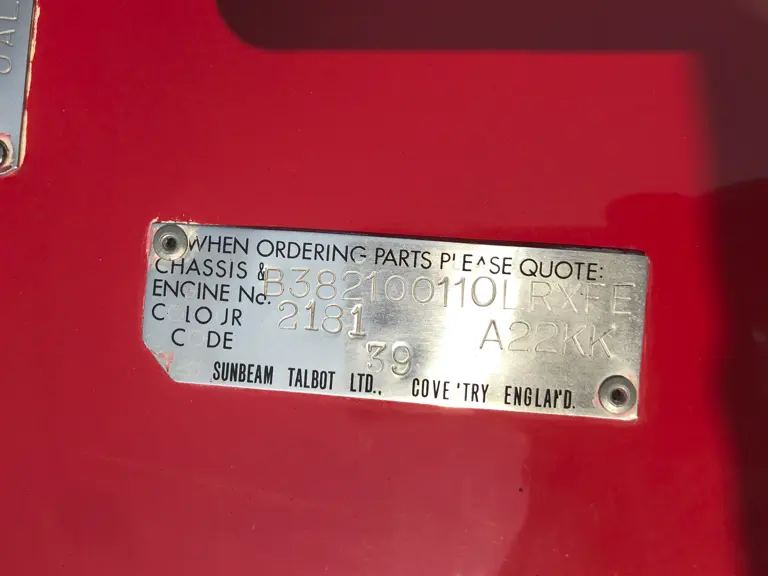 OAL
WHEN ORDERING PARTS PLEASE QUOTE:
CHASSIS & B382100110LRXFE
ENGINE No.
COLOUR 2181 A22KK
CODE 39
SUNBEAM TALBOT LTD., COVENTRY ENGLAND.